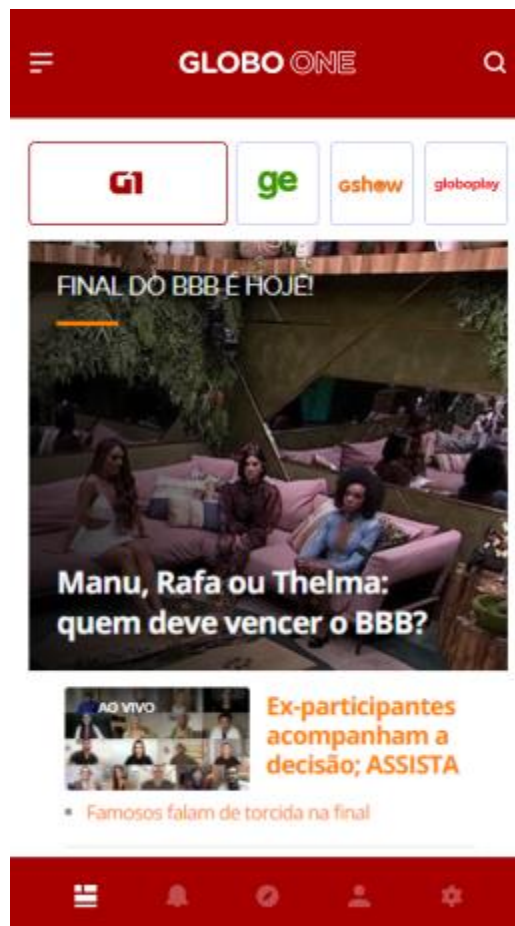 GLOBO ONE
G1
ge
gshow
globoplay
FINAL DO BBB É HOJE!
Manu, Rafa ou Thelma:
quem deve vencer o BBB?
AO VIVO
Ex-participantes
acompanham a
decisão; ASSISTA
Famosos falam de torcida na final